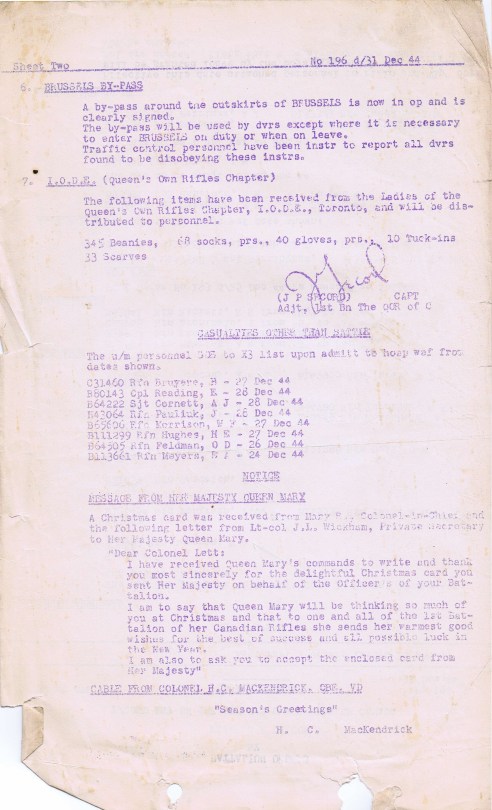 Sheet Two No 196 d/31 Dec 44
6. BRUSSELS BY-PASS
A by-pass around the outskirts of BRUSSELS is now in op and is
clearly signed.
The by-pass will be used by dvrs except where it is necessary
to enter BRUSSELS on duty or when on leave.
Traffic control personnel have been instr to report all dvrs
found to be disobeying these instrs.
7. I.O.D.E. (Queen's Own Rifles Chapter)
The following items have been received from the Ladies of the
Queen's Own Rifles Chapter, I.O.D.E., Toronto, and will be dis-
tributed to personnel.
345 Beanies, 68 socks, prs., 40 gloves, prs., 10 Tuck-ins
33 Scarves
(J P SECORD) CAPT
Adjt, 1st Bn The QOR of C
CASUALTIES OTHER THAN BATTLE
The u/m personnel SOS to X3 list upon admitt to hosp wef from
dates shown.
C31460 Rfn Bruyere, H - 27 Dec 44
B80143 Cpl Reading, K - 28 Dec 44
B64222 Sjt Cornett, A J - 28 Dec 44
Rfn Pauliuk, J - 28 Dec 44
Rfn Morrison, - 27 Dec 44
B111299 Rfn Hughes, H E - 27 Dec 44
B64505 Rfn Feldman, O D - 26 Dec 44
B113661 Rfn Meyers, - 24 Dec 44
NOTICE
MESSAGE FROM HER MAJESTY QUEEN MARY
A Christmas card was received from Mary R., Colonel-in-Chief and
the following letter from Lt-col J.L. Wickham, Private Secretary
to Her Majesty Queen Mary.
"Dear Colonel Lett:
I have received Queen Mary's commands to write and thank
you most sincerely for the delightful Christmas card you
sent Her Majesty on behalf of the Officer's of your Bat-
talion.
I am to say that Queen Mary will be thinking so much of
you at Christmas and that to one and all of the 1st Bat-
talion of her Canadian Rifles she sends her warmest good
wishes for the best of success and all possible luck in
the New Year.
I am also to ask you to accept the enclosed card from
Her Majesty"
CABLE FROM COLONEL H.C. MACKENDRICK, OBE, VD
"Season's Greetings"
H. C. MacKendrick